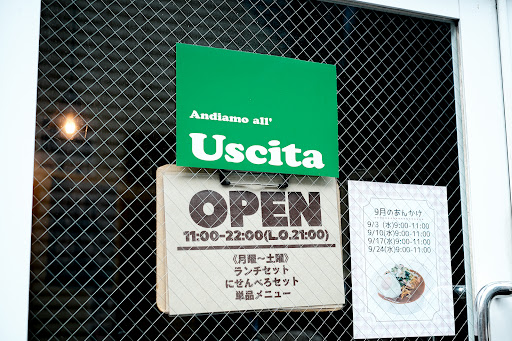 Andiamo all'
Uscita
OPEN
11:00-22:00(L.O.21:00)
《月曜〜土曜》
ランチセット
にせんべろセット
単品メニュー
9月のあんかけ
9/3 (水)9:00-11:00
9/10(水)9:00-11:00
9/17(水)9:00-11:00
9/24(水)9:00-11:00